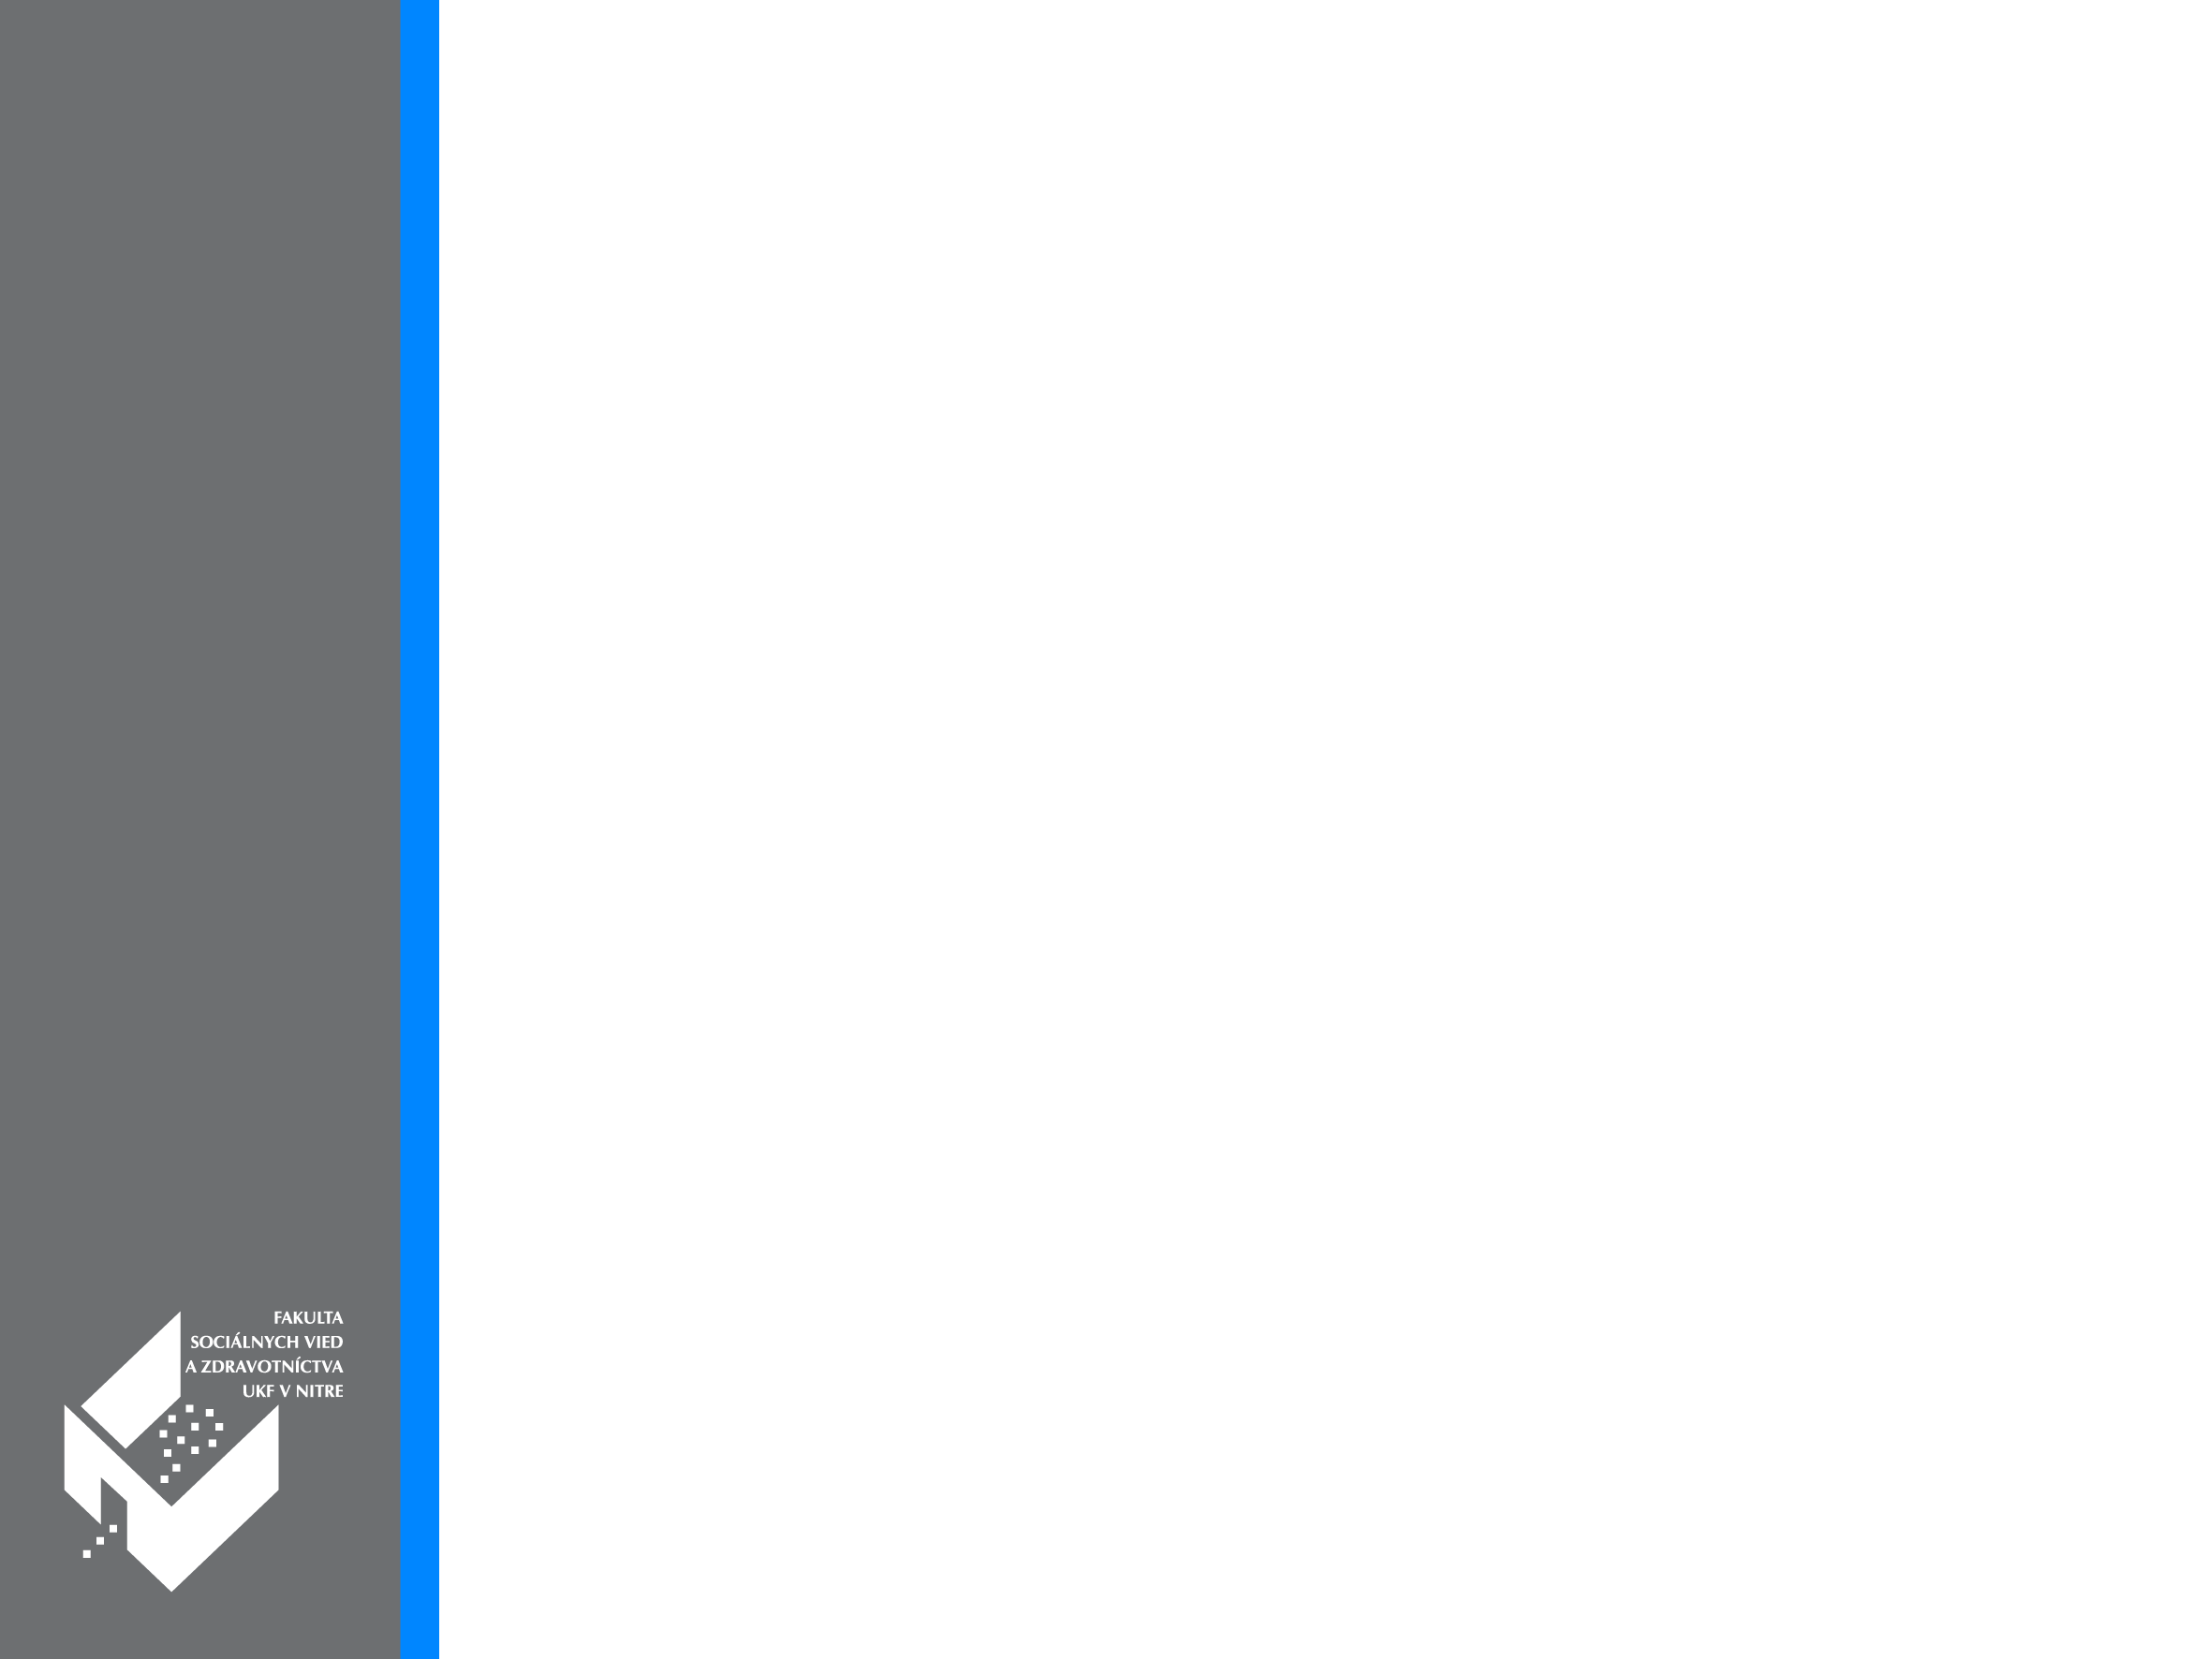 FAKULTA
SOCIÁLNYCH VIED
A ZDRAVOTNÍCTVA
UKF V NITRE